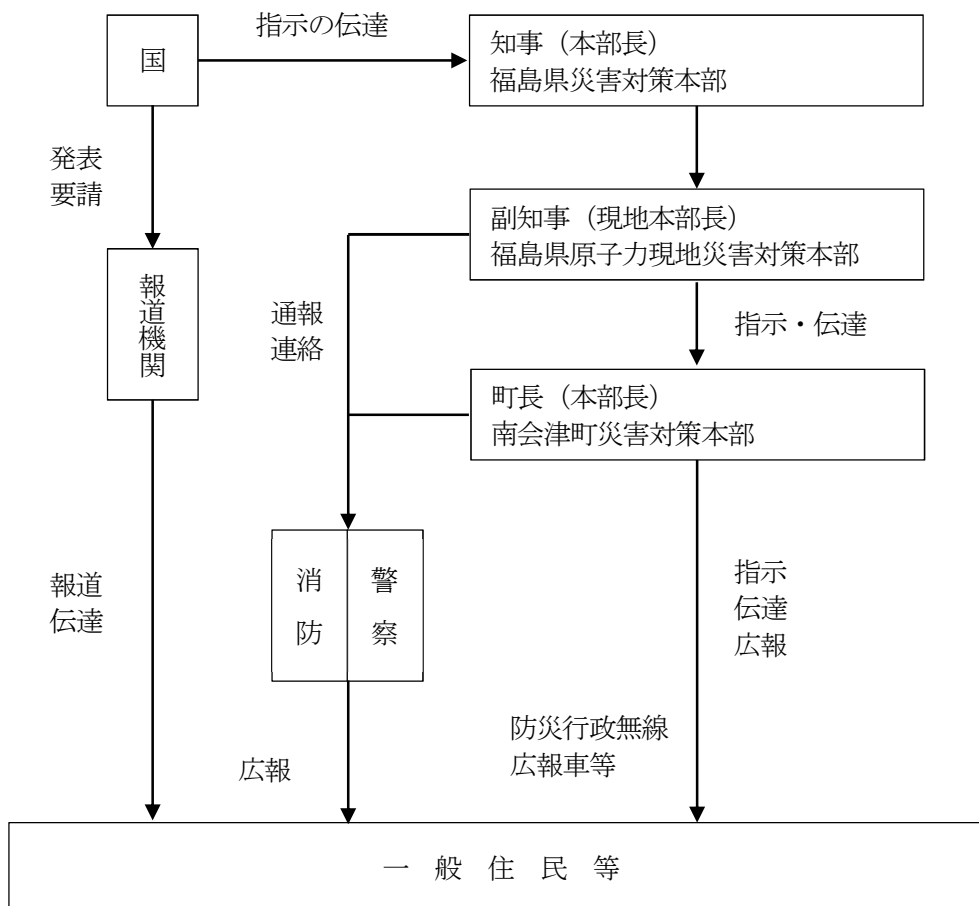 指示の伝達
国
知事（本部長）
福島県災害対策本部
発表
要請
副知事（現地本部長）
福島県原子力現地災害対策本部
報道機関
通報
連絡
指示・伝達
町長（本部長）
南会津町災害対策本部
消防
警察
報道
伝達
指示
伝達
広報
防災行政無線
広報車等
広報
一般住民等